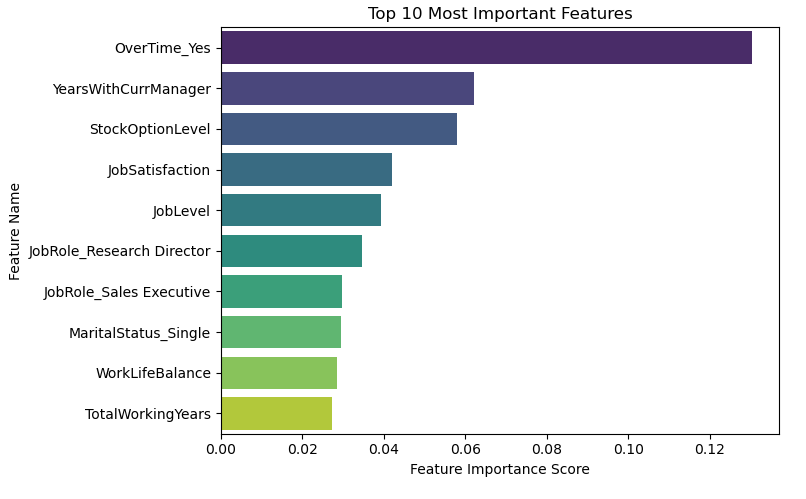 Top 10 Most Important Features
OverTime_Yes
YearsWithCurrManager
StockOptionLevel
JobSatisfaction
JobLevel
JobRole_Research Director
JobRole_Sales Executive
MaritalStatus_Single
WorkLifeBalance
TotalWorkingYears
Feature Name
0.00 0.02 0.04 0.06 0.08 0.10 0.12
Feature Importance Score